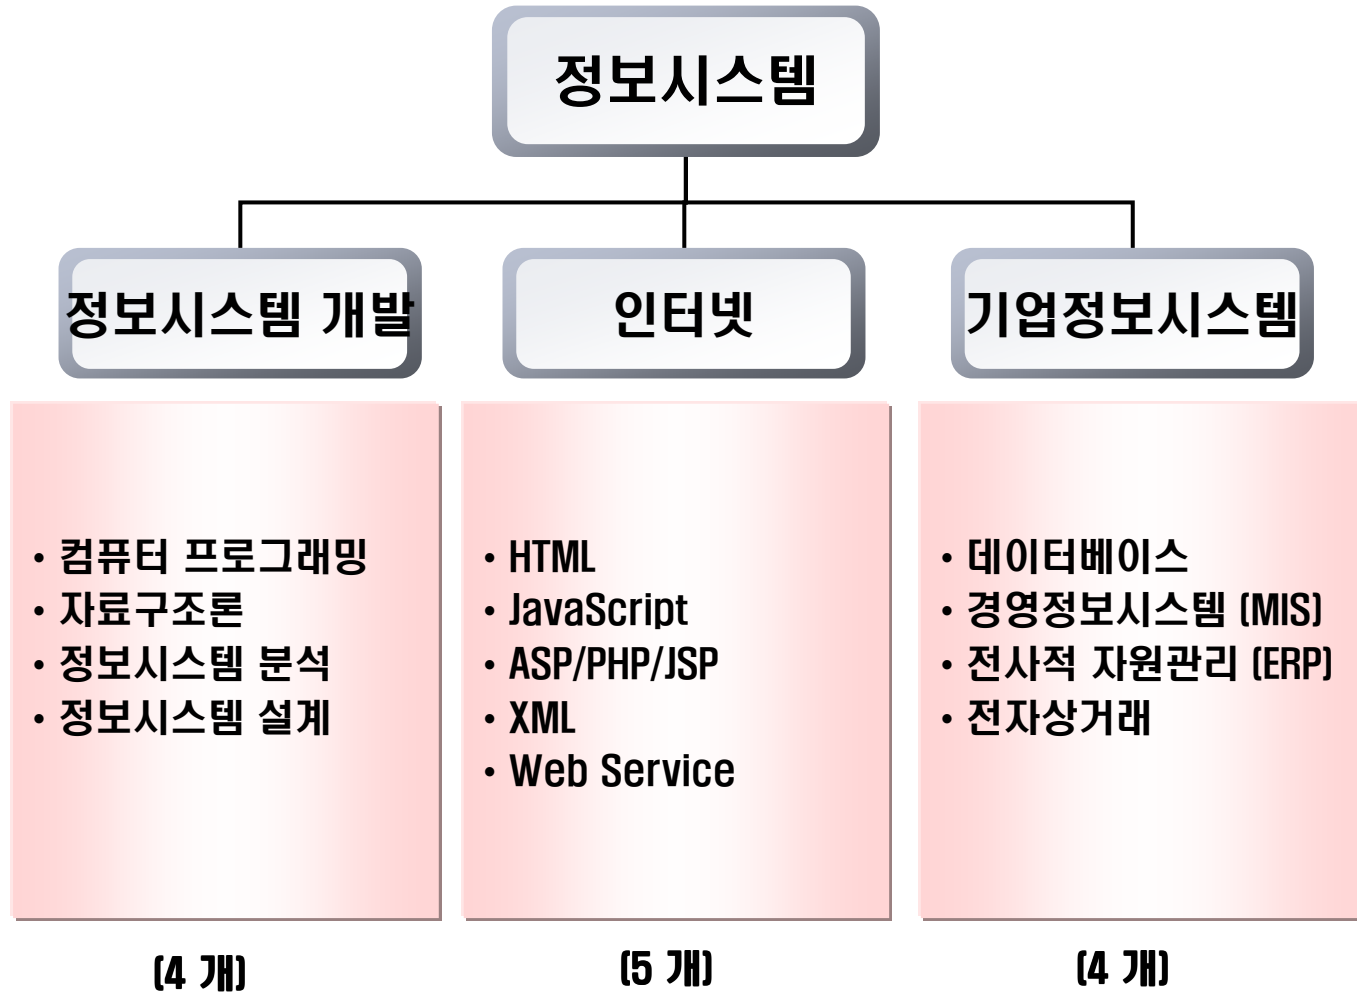 정보시스템
정보시스템 개발
인터넷
기업정보시스템
• 컴퓨터 프로그래밍
• 자료구조론
• 정보시스템 분석
• 정보시스템 설계
• HTML
• JavaScript
• ASP/PHP/JSP
• XML
• Web Service
• 데이터베이스
• 경영정보시스템 (MIS)
• 전사적 자원관리 (ERP)
• 전자상거래
(4 개)
(5 개)
(4 개)